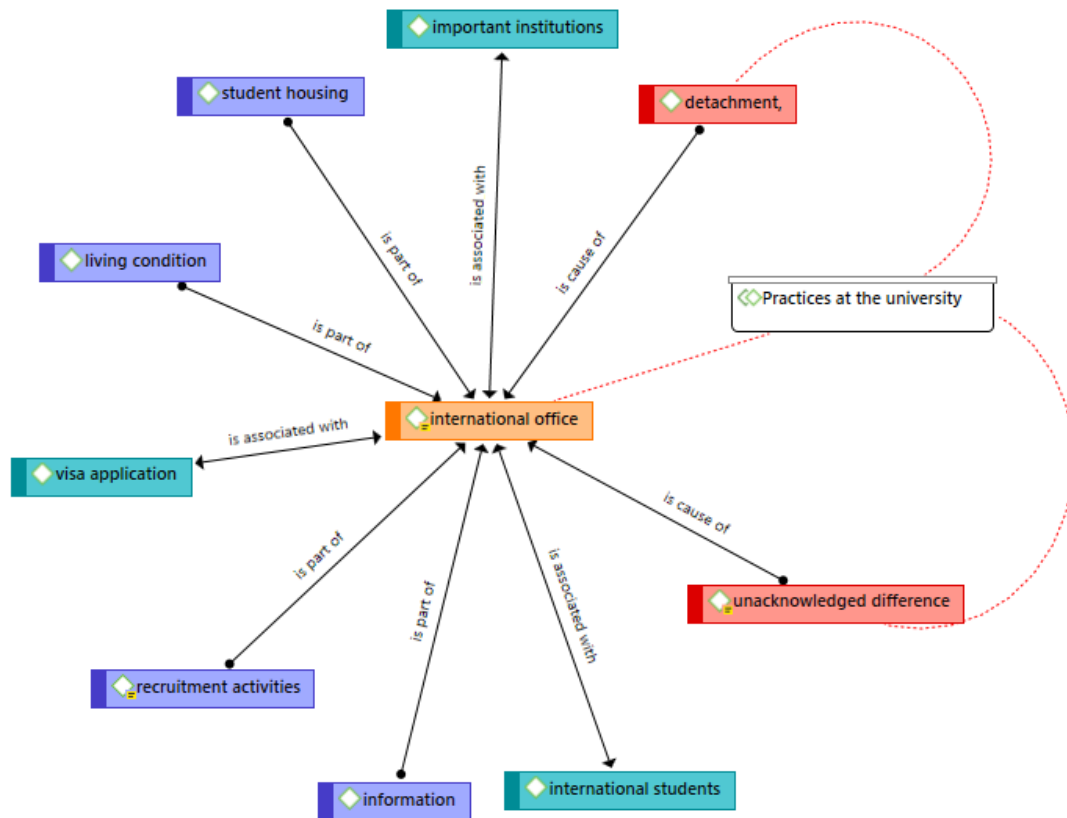 important institutions
student housing
detachment,
is part of
is associated with
is cause of
living condition
is part of
Practices at the university
international office
is associated with
visa application
is part of
is part of
is associated with
is cause of
unacknowledged difference
recruitment activities
information
international students